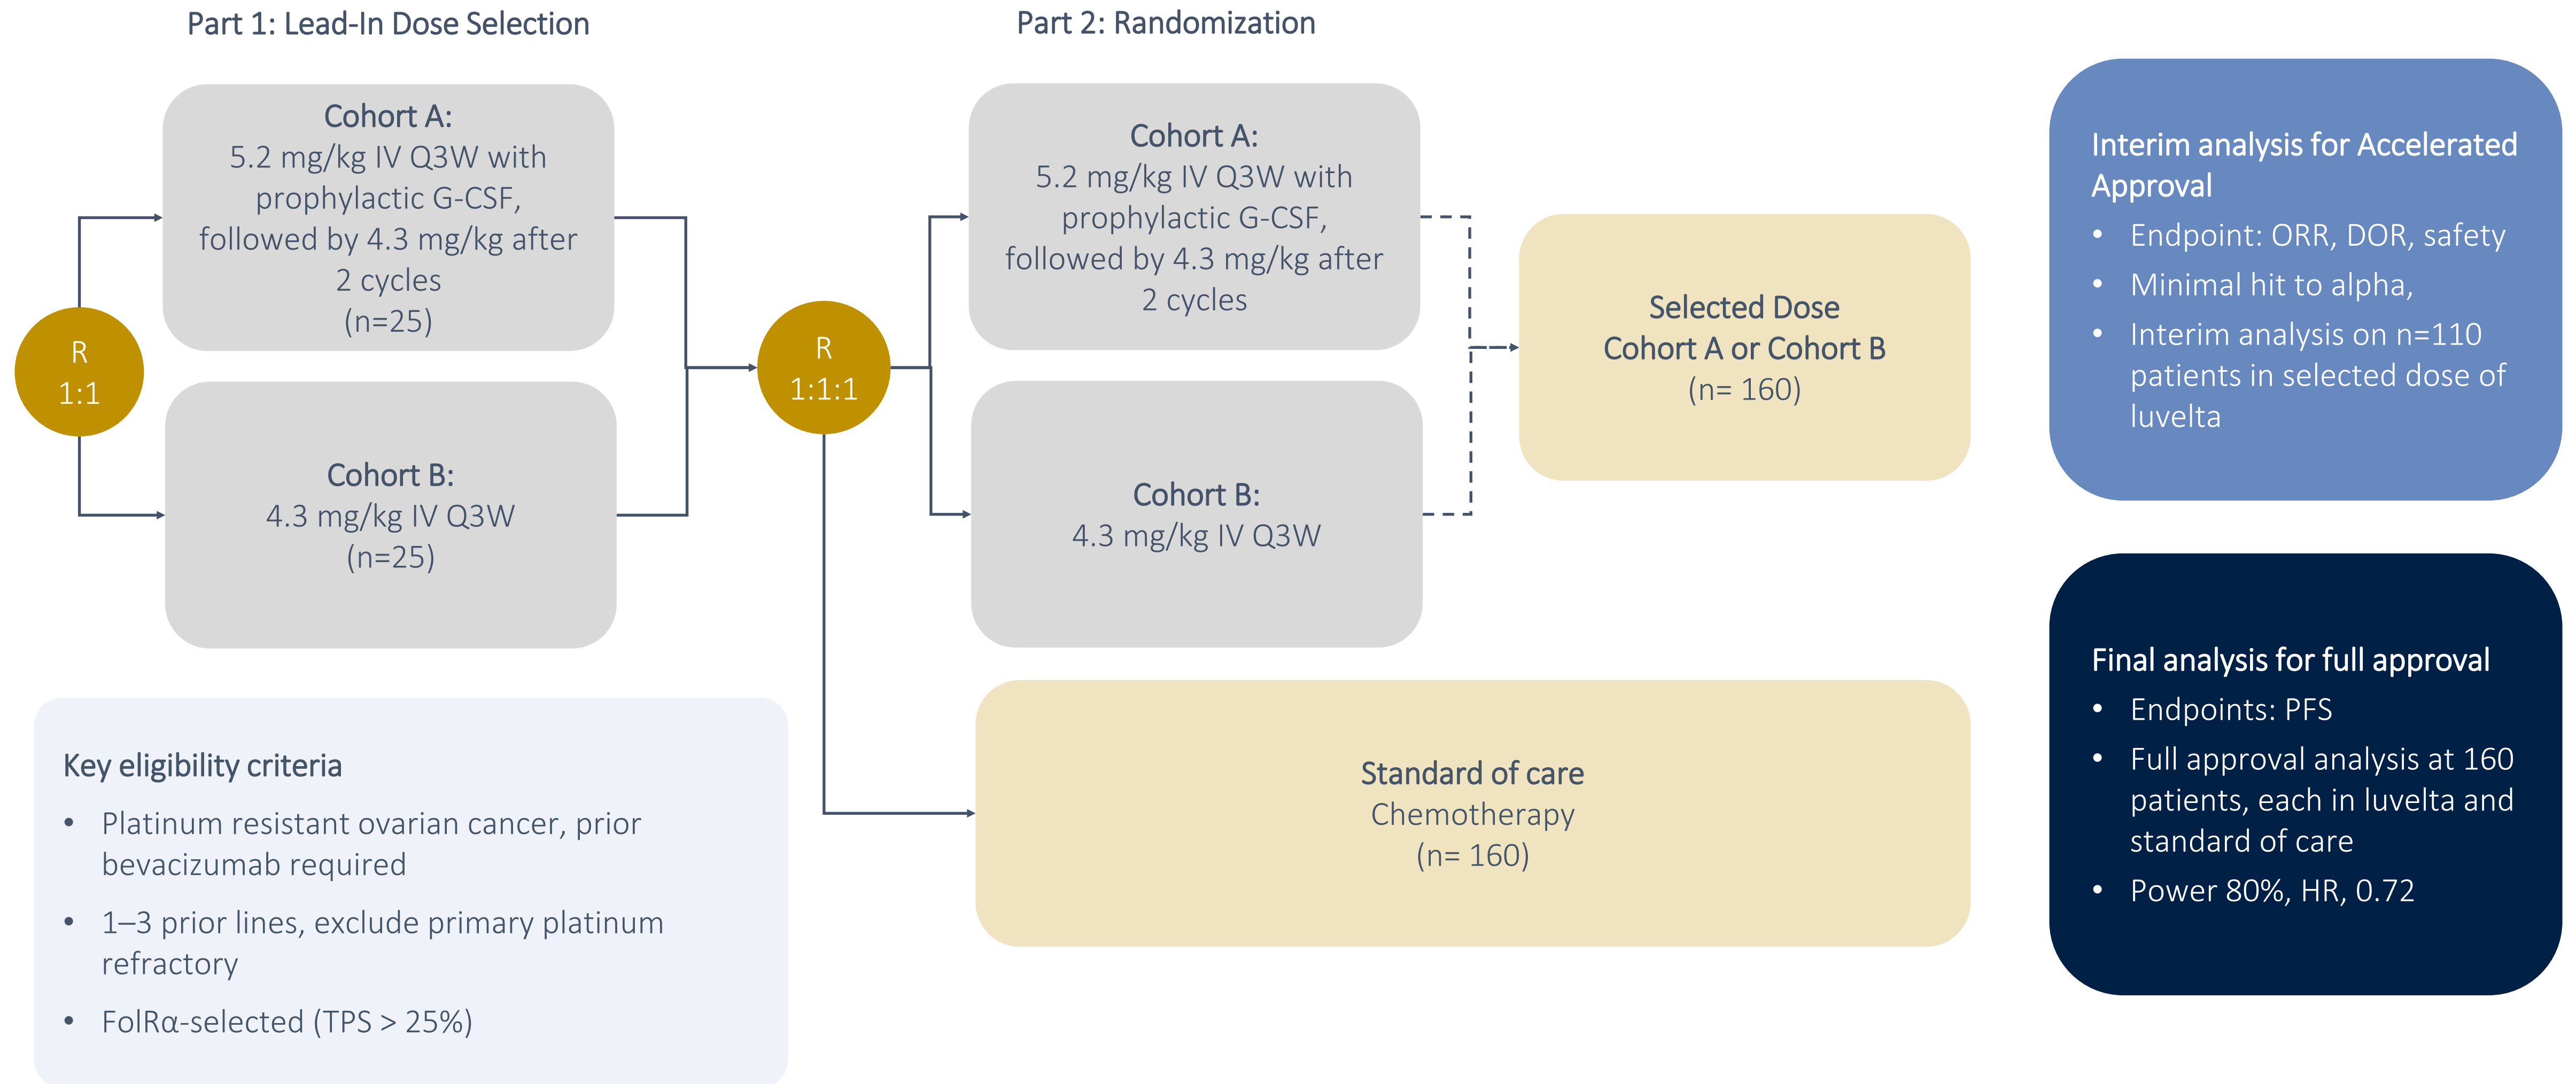 Part 1: Lead-In Dose Selection
Part 2: Randomization
R
1:1
Cohort A:
5.2 mg/kg IV Q3W with
prophylactic G-CSF,
followed by 4.3 mg/kg after
2 cycles
(n=25)
Cohort B:
4.3 mg/kg IV Q3W
(n=25)
R
1:1:1
Cohort A:
5.2 mg/kg IV Q3W with
prophylactic G-CSF,
followed by 4.3 mg/kg after
2 cycles
Cohort B:
4.3 mg/kg IV Q3W
Selected Dose
Cohort A or Cohort B
(n= 160)
Standard of care
Chemotherapy
(n= 160)
Key eligibility criteria
• Platinum resistant ovarian cancer, prior
bevacizumab required
• 1–3 prior lines, exclude primary platinum
refractory
• FolRα-selected (TPS > 25%)
Interim analysis for Accelerated
Approval
• Endpoint: ORR, DOR, safety
• Minimal hit to alpha,
• Interim analysis on n=110
patients in selected dose of
luvelta
Final analysis for full approval
• Endpoints: PFS
• Full approval analysis at 160
patients, each in luvelta and
standard of care
• Power 80%, HR, 0.72